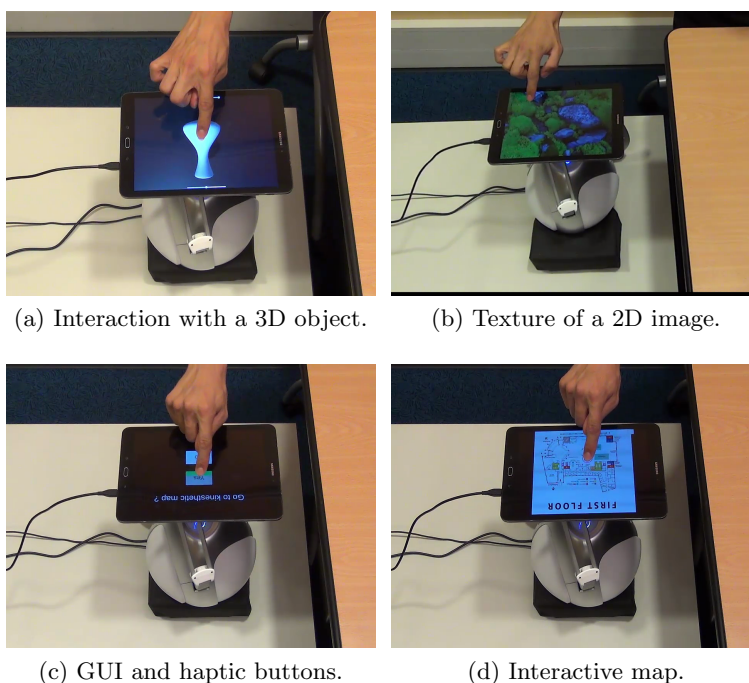 (a) Interaction with a 3D object.
(b) Texture of a 2D image.
Yes
Go to kinesthetic map ?
(c) GUI and haptic buttons.
FIRST FLOOR
(d) Interactive map.